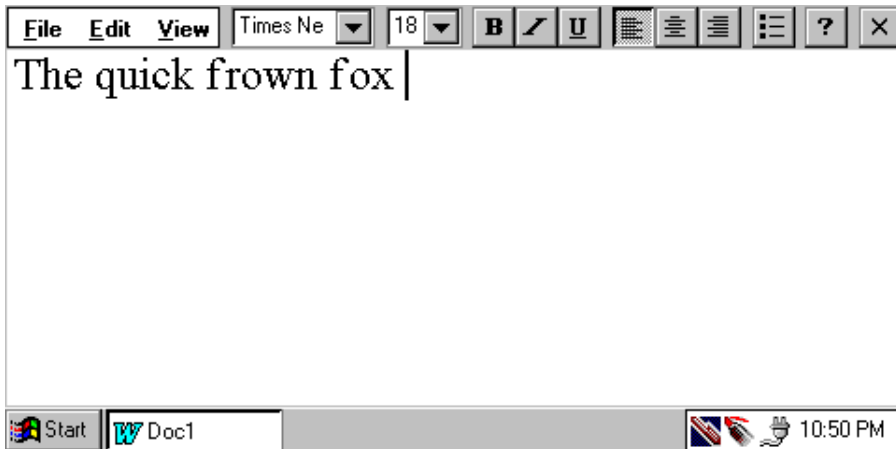 File Edit View Times Ne 18 B I U ? ×
The quick frown fox
Start Doc1 10:50 PM